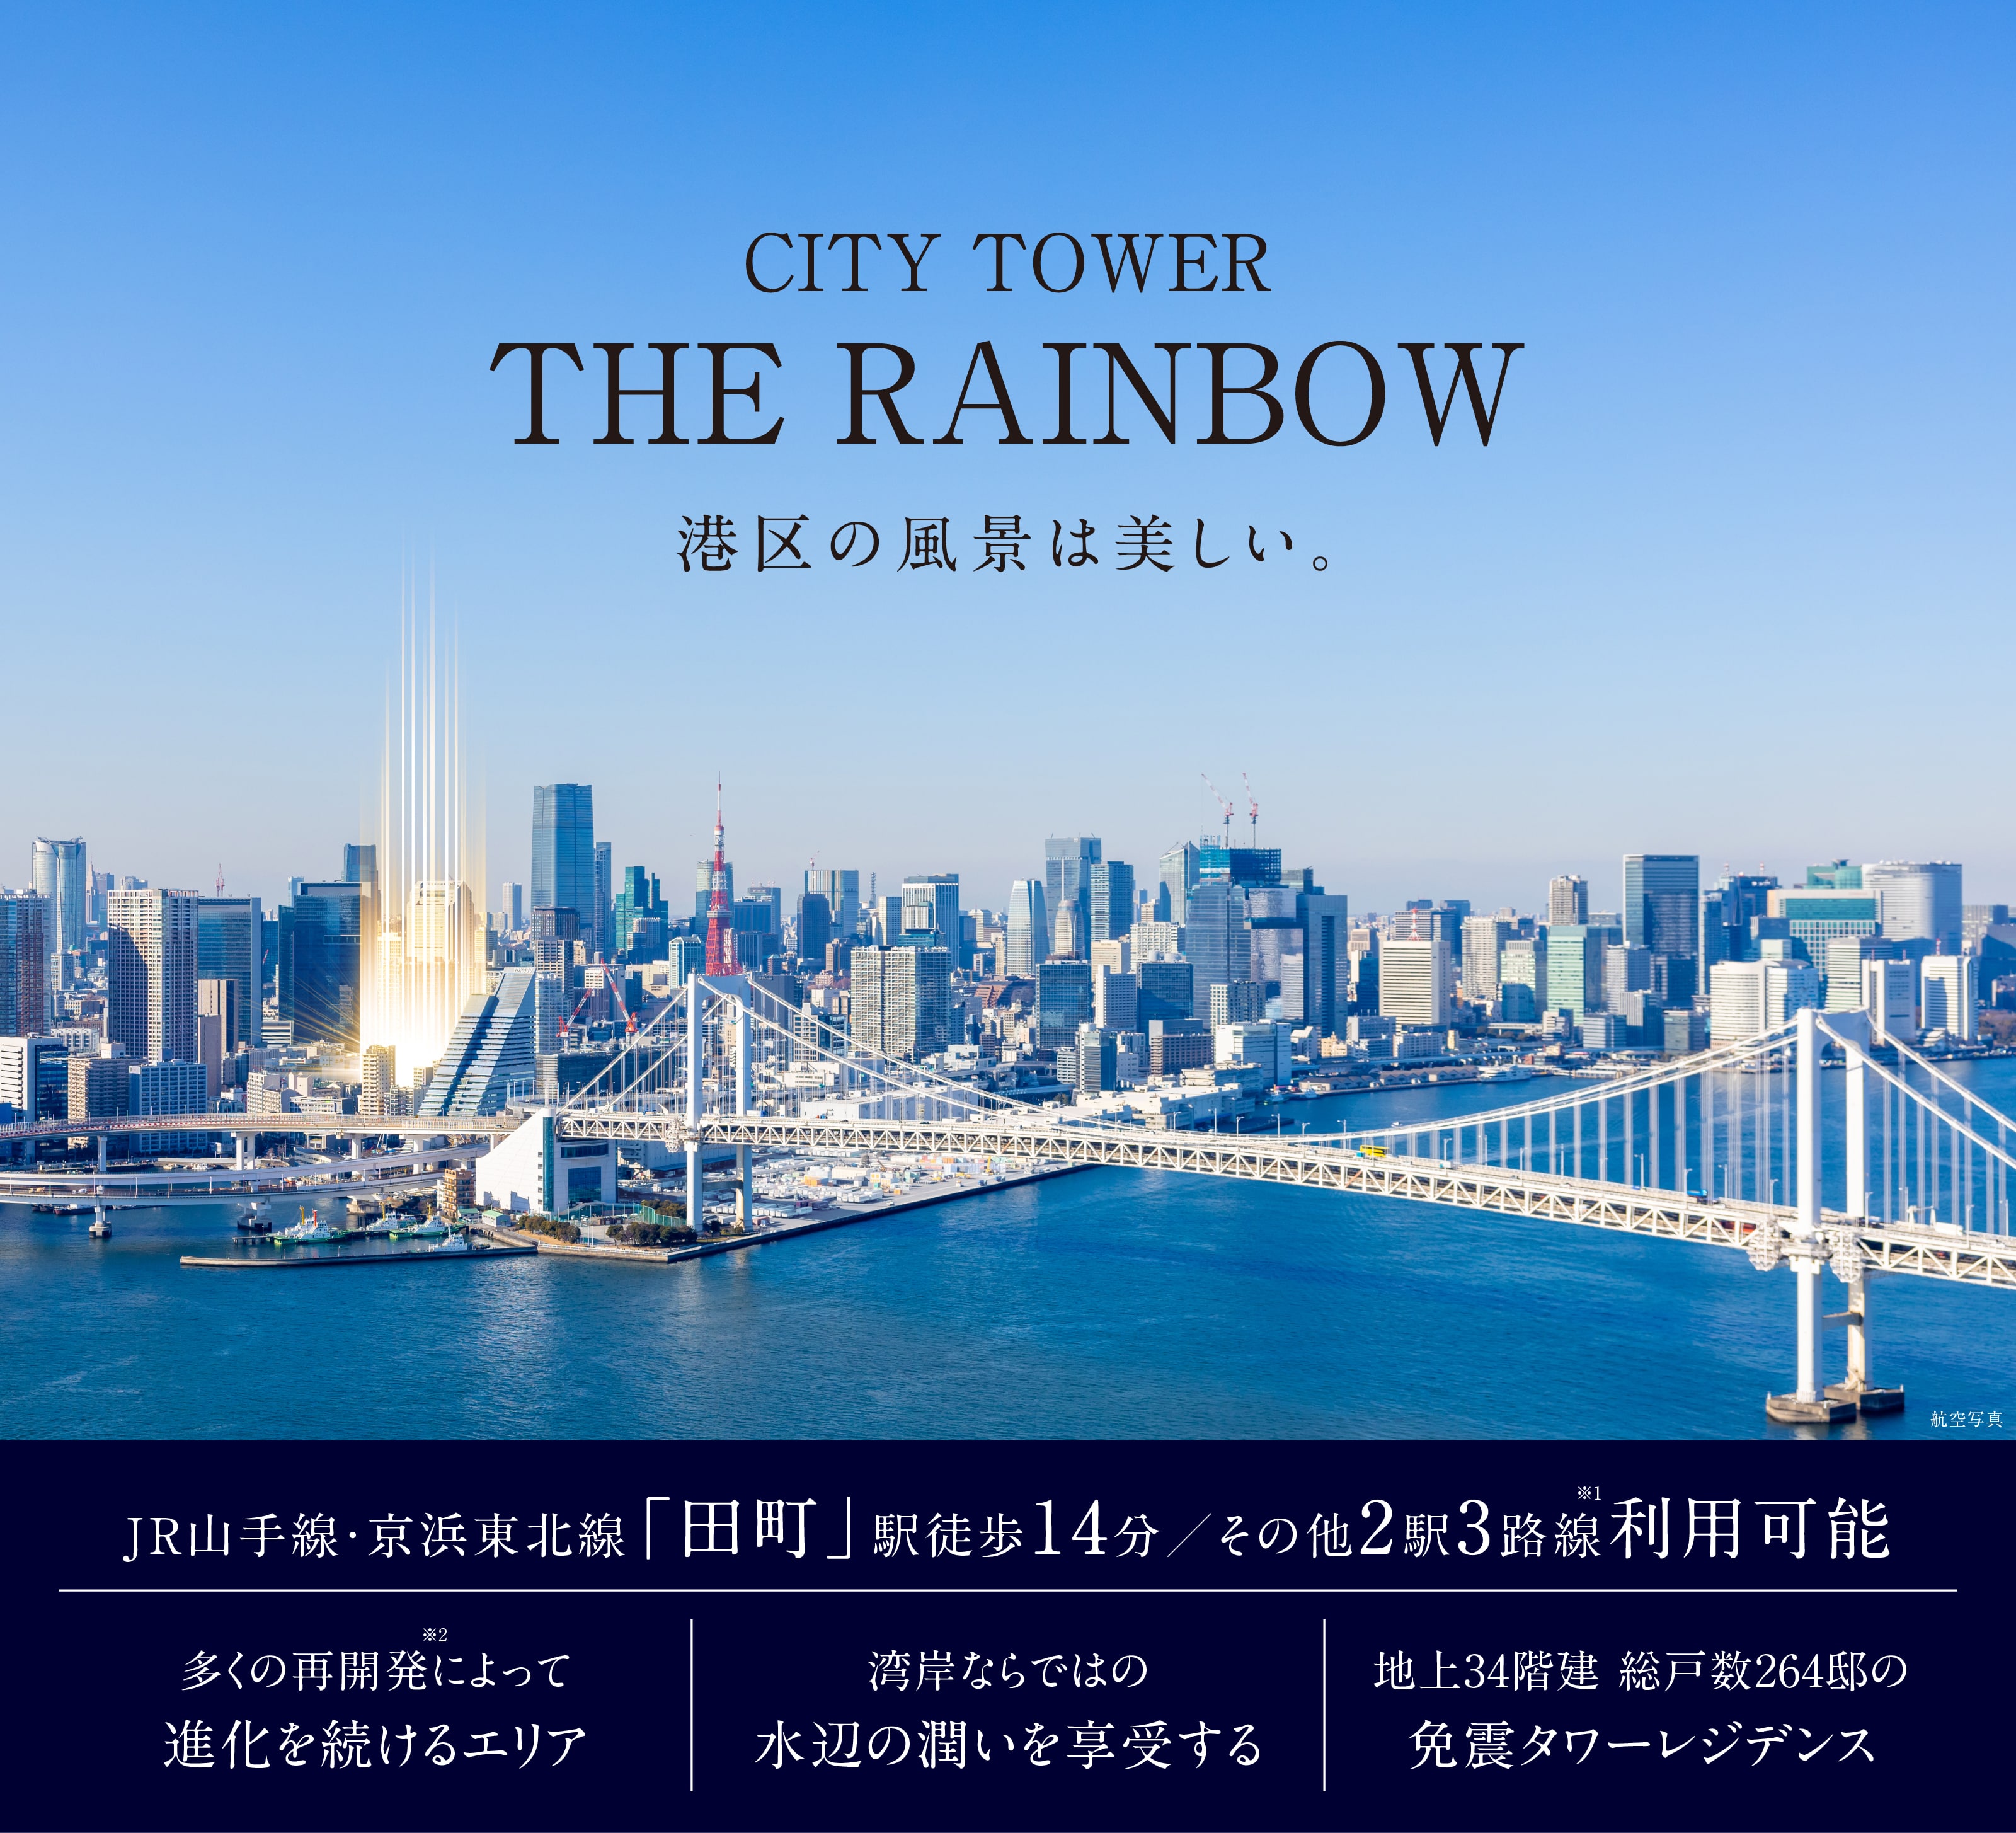 CITY TOWER
THE RAINBOW
港区の風景は美しい。
航空写真
JR山手線・京浜東北線「田町」駅徒歩14分／その他2駅3路線※1利用可能
多くの再開発※2によって
進化を続けるエリア
湾岸ならではの
水辺の潤いを享受する
地上34階建 総戸数264邸の
免震タワーレジデンス